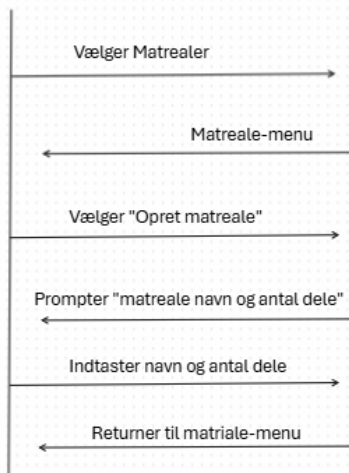 Vælger Matrealer
Matreale-menu
Vælger "Opret matreale"
Prompter "matreale navn og antal dele"
Indtaster navn og antal dele
Returner til matriale-menu